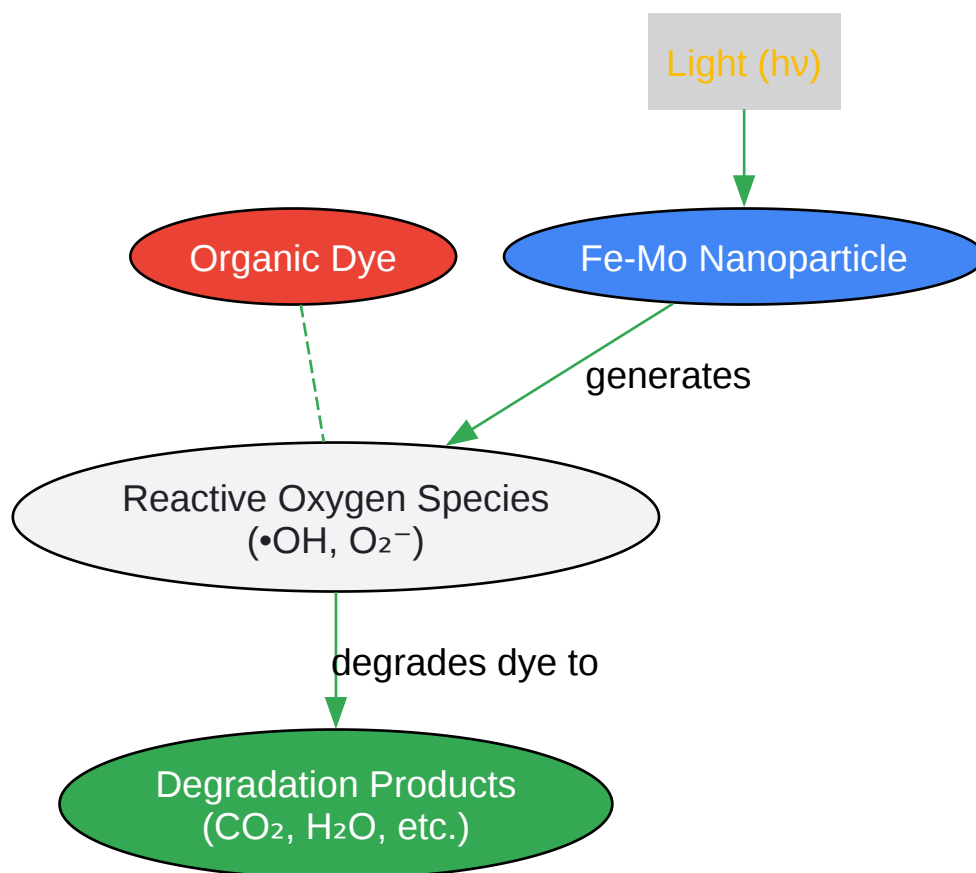 Light (hν)
Organic Dye
Fe-Mo Nanoparticle
generates
Reactive Oxygen Species
(•OH, O₂⁻)
degrades dye to
Degradation Products
(CO₂, H₂O, etc.)